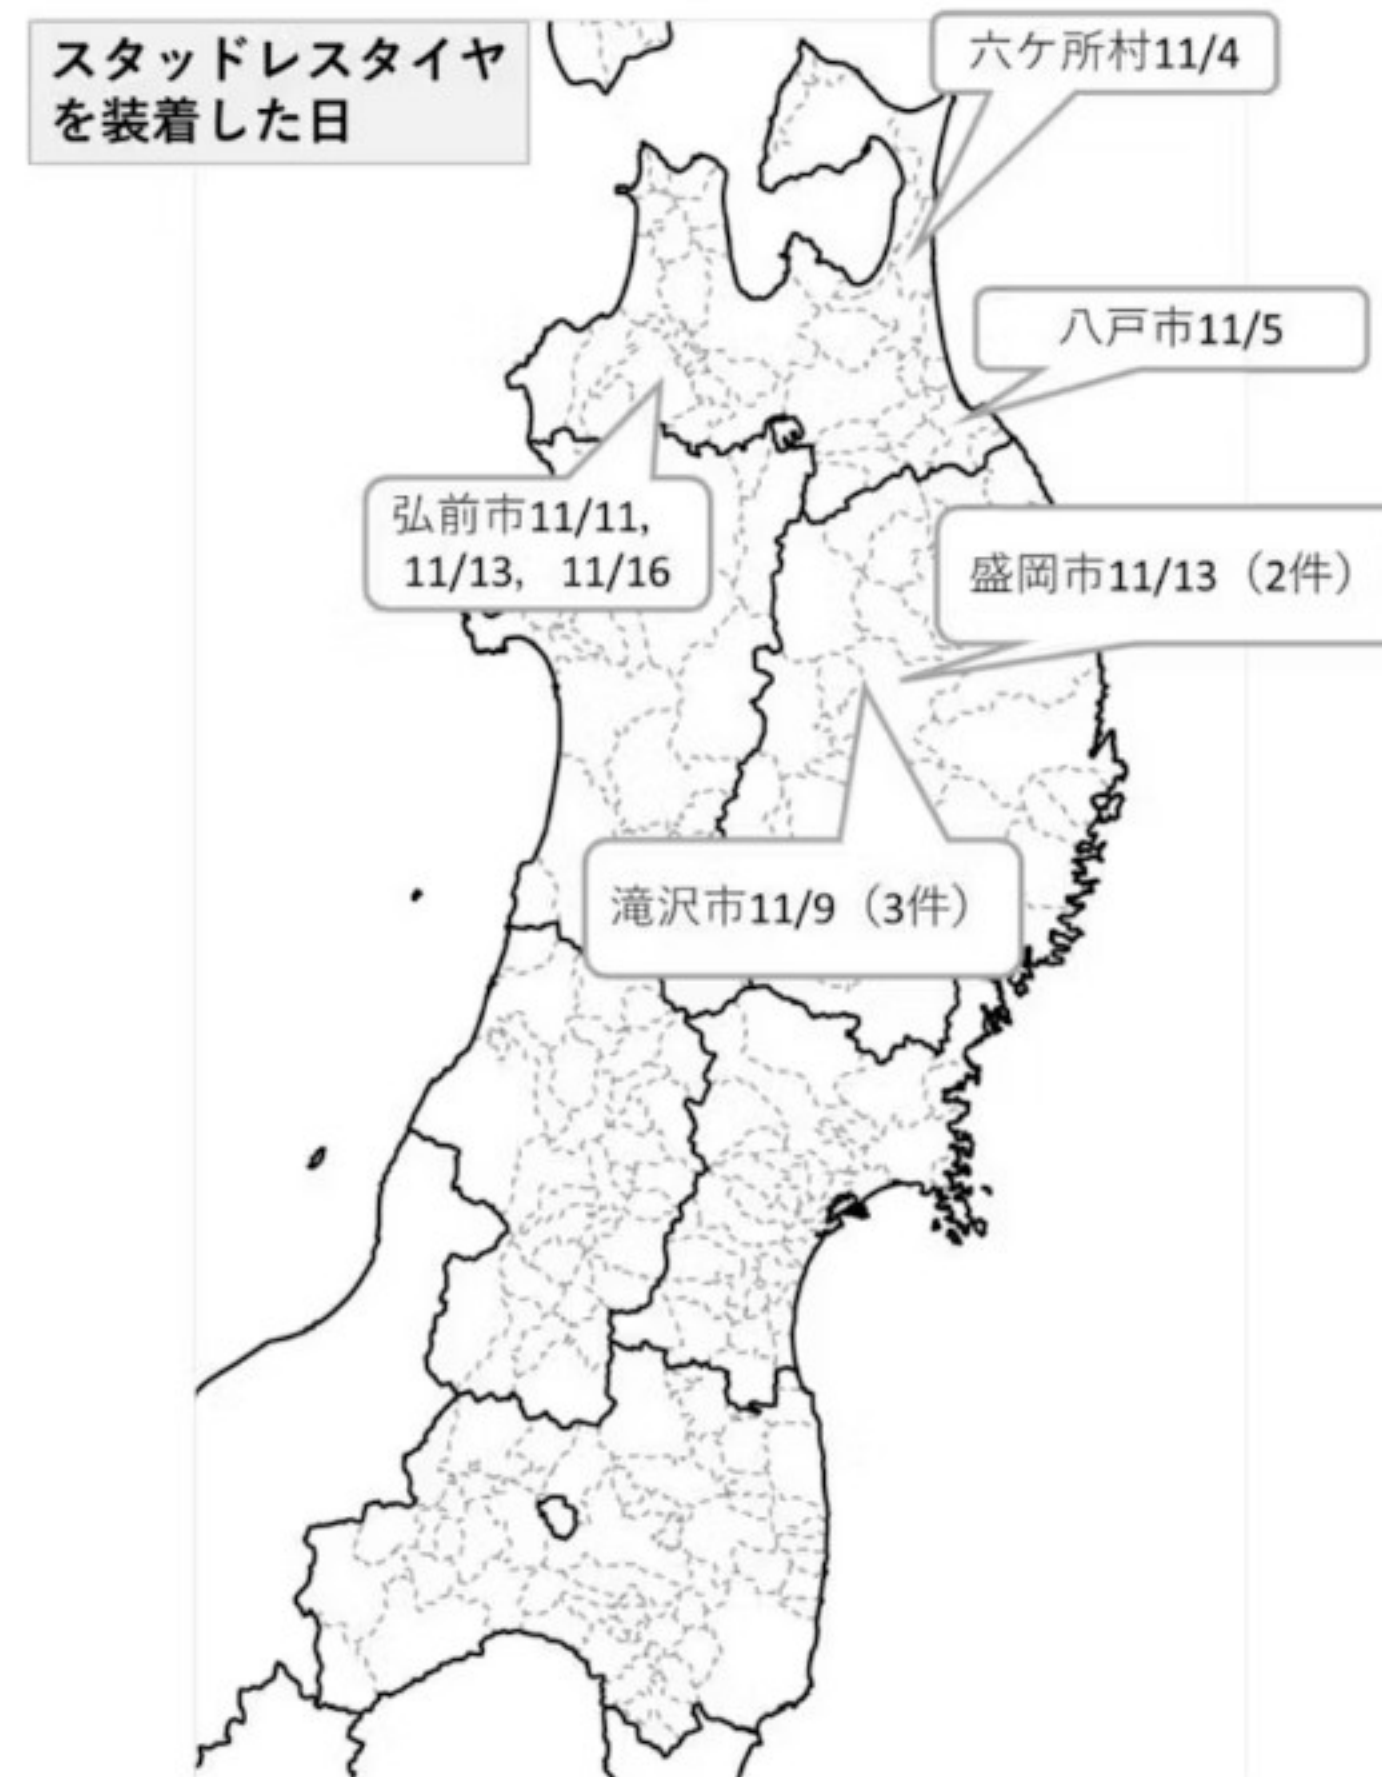 スタッドレスタイヤ
を装着した日
六ケ所村11/4
八戸市11/5
弘前市11/11,
11/13, 11/16
盛岡市11/13（2件）
滝沢市11/9（3件）